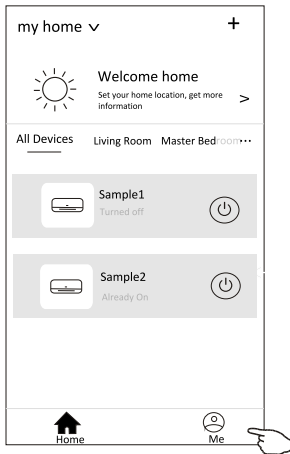 my home
Welcome home
Set your home location, get more
information
All Devices Living Room Master Bedroom
Sample1
Turned off
Sample2
Already On
Home Me